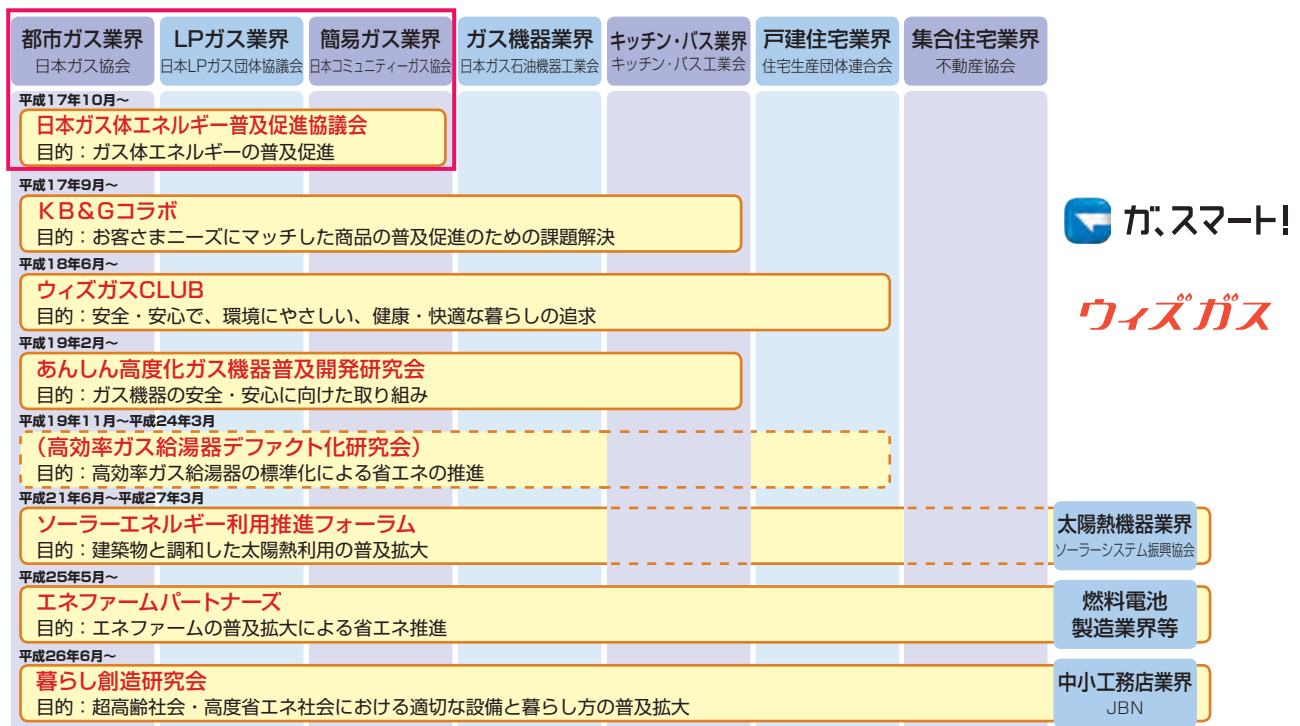 都市ガス業界
日本ガス協会
LPガス業界
日本LPガス団体協議会
簡易ガス業界
日本コミュニティーガス協会
ガス機器業界
日本ガス石油機器工業会
キッチン・バス業界
キッチン・バス工業会
戸建住宅業界
住宅生産団体連合会
集合住宅業界
不動産協会
平成17年10月～
日本ガス体エネルギー普及促進協議会
目的：ガス体エネルギーの普及促進
平成17年9月～
KB&Gコラボ
目的：お客さまニーズにマッチした商品の普及促進のための課題解決
平成18年6月～
ウィズガスCLUB
目的：安全・安心で、環境にやさしい、健康・快適な暮らしの追求
平成19年2月～
あんしん高度化ガス機器普及開発研究会
目的：ガス機器の安全・安心に向けた取り組み
平成19年11月～平成24年3月
（高効率ガス給湯器デファクト化研究会）
目的：高効率ガス給湯器の標準化による省エネの推進
平成21年6月～平成27年3月
ソーラーエネルギー利用推進フォーラム
目的：建築物と調和した太陽熱利用の普及拡大
太陽熱機器業界
ソーラーシステム振興協会
平成25年5月～
エネファームパートナーズ
目的：エネファームの普及拡大による省エネ推進
燃料電池
製造業界等
平成26年6月～
暮らし創造研究会
目的：超高齢社会・高度省エネ社会における適切な設備と暮らし方の普及拡大
中小工務店業界
JBN
ガ、スマート!
ウィズガス